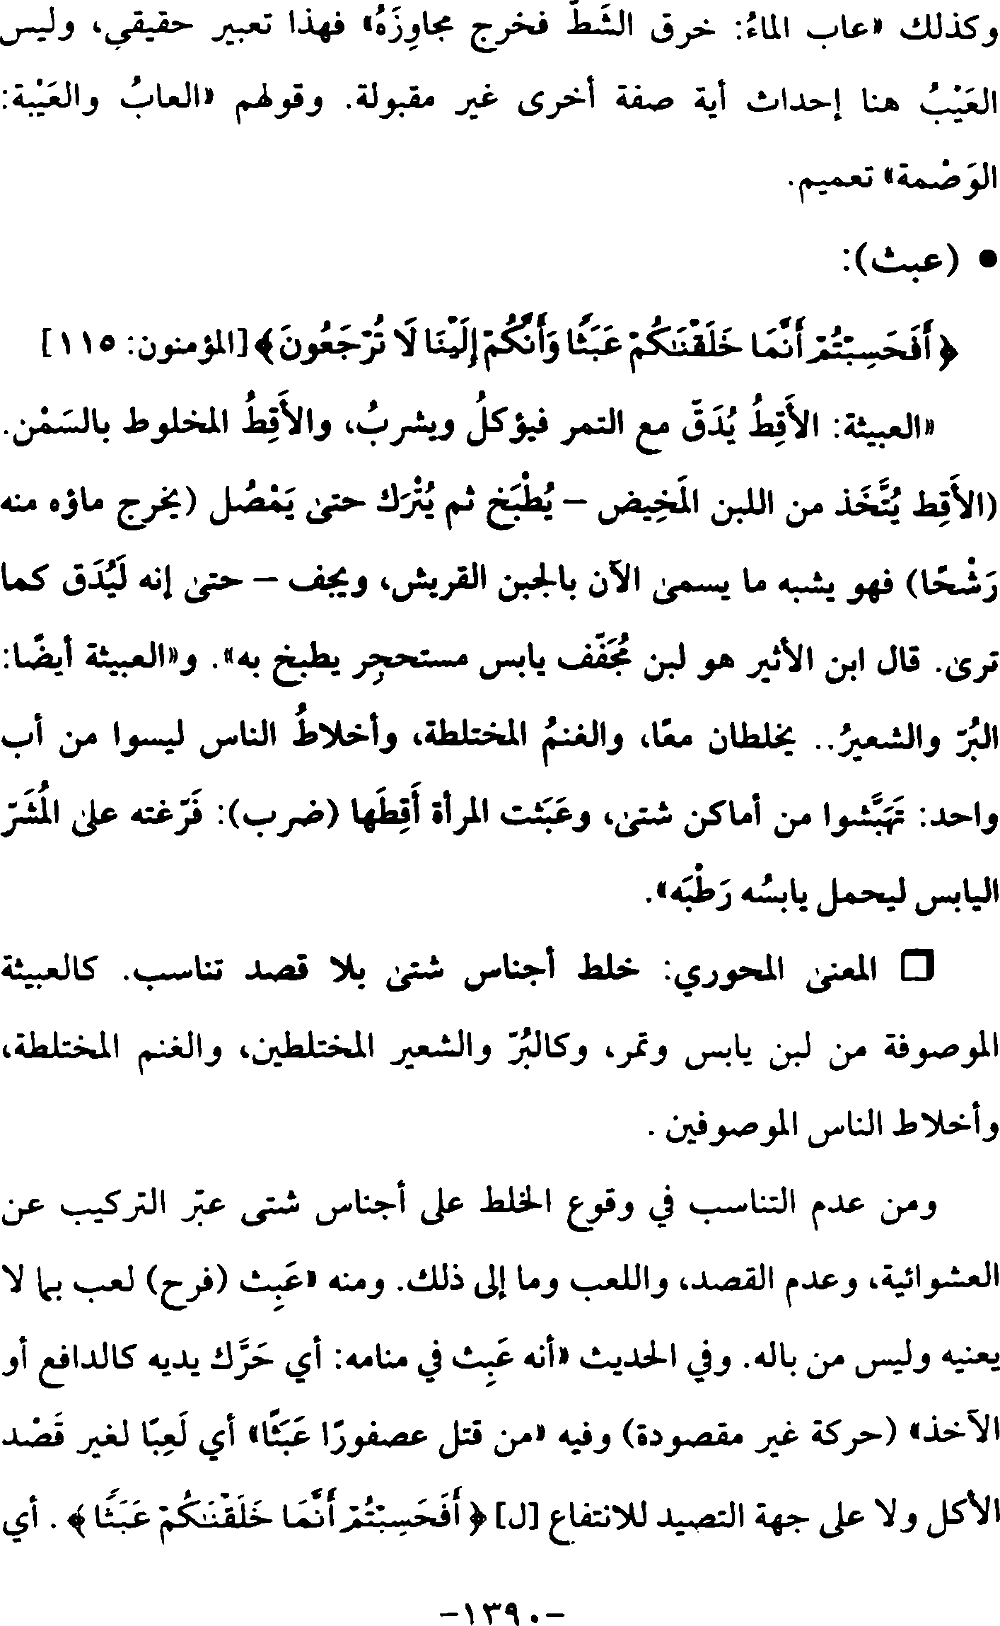 وكذلك «عاب الماءُ: خرق الشَطّ فخرج مجاوِزَهُ» فهذا تعبير حقيقي، وليس
العَيْبُ هنا إحداث أية صفة أخرى غير مقبولة. وقولهم «العابُ والعَيْبة:
الوَصْمة» تعميم.
• (عبث):
﴿أَفَحَسِبْتُمْ أَنَّمَا خَلَقْنَٰكُمْ عَبَثًا وَأَنَّكُمْ إِلَيْنَا لَا تُرْجَعُونَ﴾ [المؤمنون: ١١٥]
«العبيثة: الأَقِطُ يُدَقّ مع التمر فيؤكلُ ويشربُ، والأَقِطُ المخلوط بالسَمْن.
(الأَقِط يُتَّخَذ من اللبن المَخِيض – يُطْبَخ ثم يُتْرَك حتىٰ يَمْصُل (يخرج ماؤه منه
رَشْحًا) فهو يشبه ما يسمىٰ الآن بالجبن القريش، ويجف – حتىٰ إنه لَيُدَق كما
ترىٰ. قال ابن الأثير هو لبن مُجَفّف يابس مستحجِر يطبخ به». و«العبيثة أيضًا:
البُرّ والشعيرُ.. يخلطان معًا، والغنمُ المختلطة، وأخلاطُ الناس ليسوا من أب
واحد: تَهَبَّشوا من أماكن شتىٰ، وعَبَثت المرأة أَقِطَها (ضرب): فَرّغته علىٰ المُشَرّ
اليابس ليحمل يابسُه رَطْبَه».
□ المعنىٰ المحوري: خلط أجناس شتىٰ بلا قصد تناسب. كالعبيثة
الموصوفة من لبن يابس وتمر، وكالبُرّ والشعير المختلطين، والغنم المختلطة،
وأخلاط الناس الموصوفين.
ومن عدم التناسب في وقوع الخلط على أجناس شتى عبّر التركيب عن
العشوائية، وعدم القصد، واللعب وما إلى ذلك. ومنه «عَبِث (فرح) لعب بما لا
يعنيه وليس من باله. وفي الحديث «أنه عَبِث في منامه: أي حَرَّك يديه كالدافع أو
الآخذ» (حركة غير مقصودة) وفيه «من قتل عصفورًا عَبَثًا» أي لَعِبًا لغير قَصْد
الأكل ولا على جهة التصيد للانتفاع [ل] ﴿أَفَحَسِبْتُمْ أَنَّمَا خَلَقْنَٰكُمْ عَبَثًا﴾. أي
-١٣٩٠-